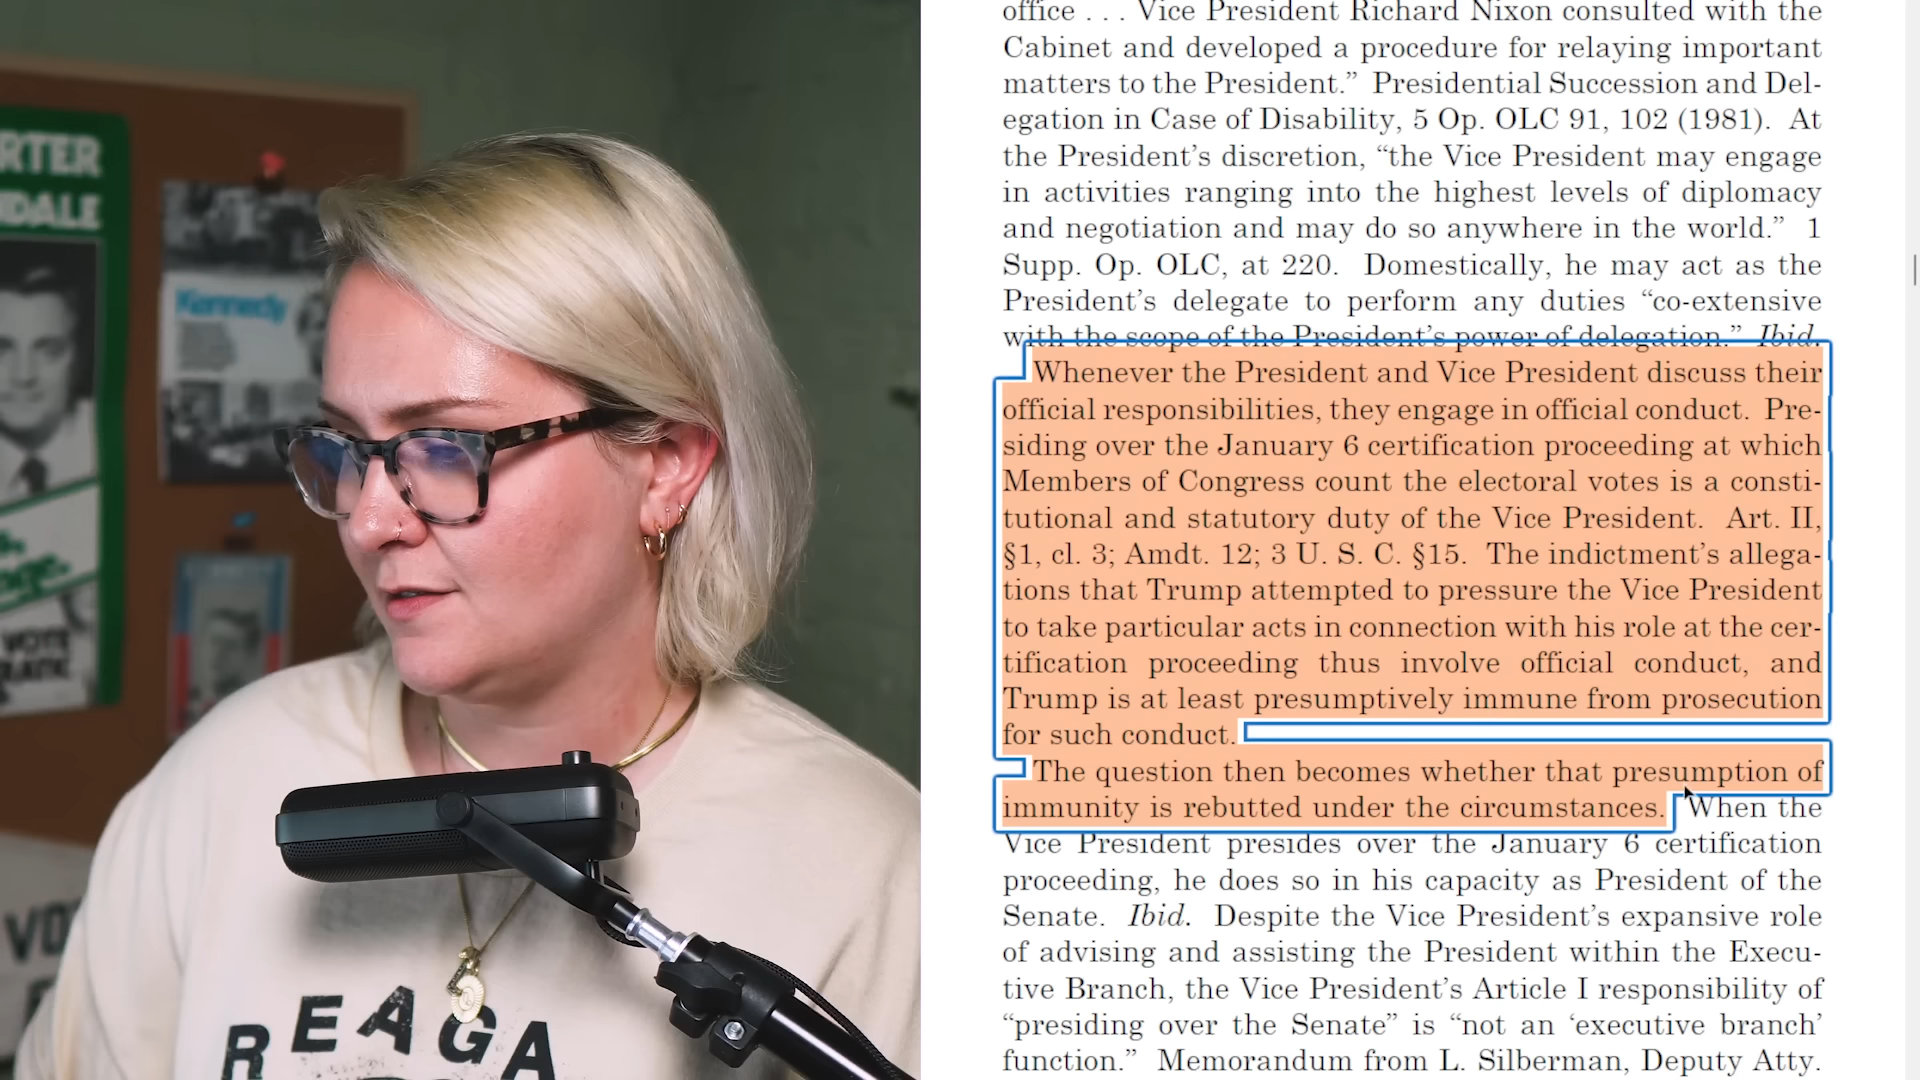 RTER
DALE
Kennedy
VOTE
VO
REAGA
office . . . Vice President Richard Nixon consulted with the
Cabinet and developed a procedure for relaying important
matters to the President.”  Presidential Succession and Del-
egation in Case of Disability, 5 Op. OLC 91, 102 (1981).  At
the President’s discretion, “the Vice President may engage
in activities ranging into the highest levels of diplomacy
and negotiation and may do so anywhere in the world.”  1
Supp. Op. OLC, at 220.  Domestically, he may act as the
President’s delegate to perform any duties “co-extensive
with the scope of the President’s power of delegation.”  Ibid.
Whenever the President and Vice President discuss their
official responsibilities, they engage in official conduct.  Pre-
siding over the January 6 certification proceeding at which
Members of Congress count the electoral votes is a consti-
tutional and statutory duty of the Vice President.  Art. II,
§1, cl. 3; Amdt. 12; 3 U. S. C. §15.  The indictment’s allega-
tions that Trump attempted to pressure the Vice President
to take particular acts in connection with his role at the cer-
tification proceeding thus involve official conduct, and
Trump is at least presumptively immune from prosecution
for such conduct.
The question then becomes whether that presumption of
immunity is rebutted under the circumstances.  When the
Vice President presides over the January 6 certification
proceeding, he does so in his capacity as President of the
Senate.  Ibid.  Despite the Vice President’s expansive role
of advising and assisting the President within the Execu-
tive Branch, the Vice President’s Article I responsibility of
“presiding over the Senate” is “not an ‘executive branch’
function.”  Memorandum from L. Silberman, Deputy Atty.